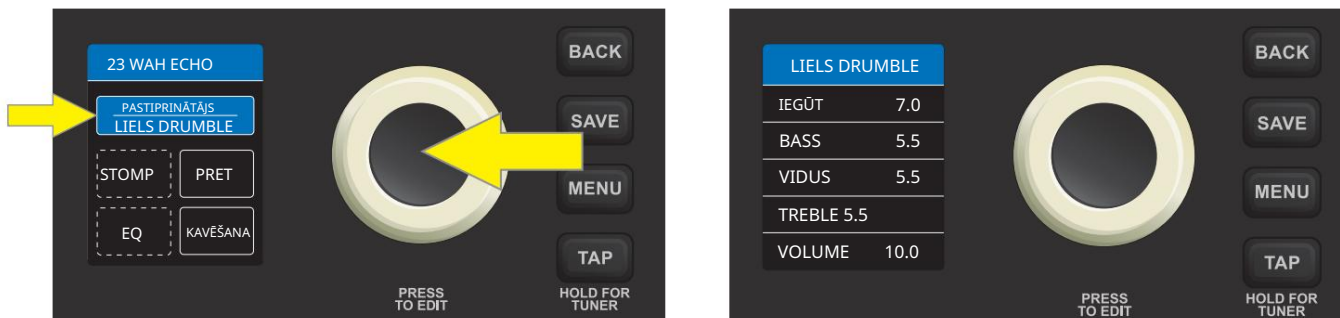 23 WAH ECHO
PASTIPRINĀTĀJS
LIELS DRUMBLE
STOMP
PRET
EQ
KAVĒŠANA
PRESS
TO EDIT
BACK
SAVE
MENU
TAP
HOLD FOR
TUNER
LIELS DRUMBLE
IEGŪT 7.0
BASS 5.5
VIDUS 5.5
TREBLE 5.5
VOLUME 10.0
PRESS
TO EDIT
BACK
SAVE
MENU
TAP
HOLD FOR
TUNER